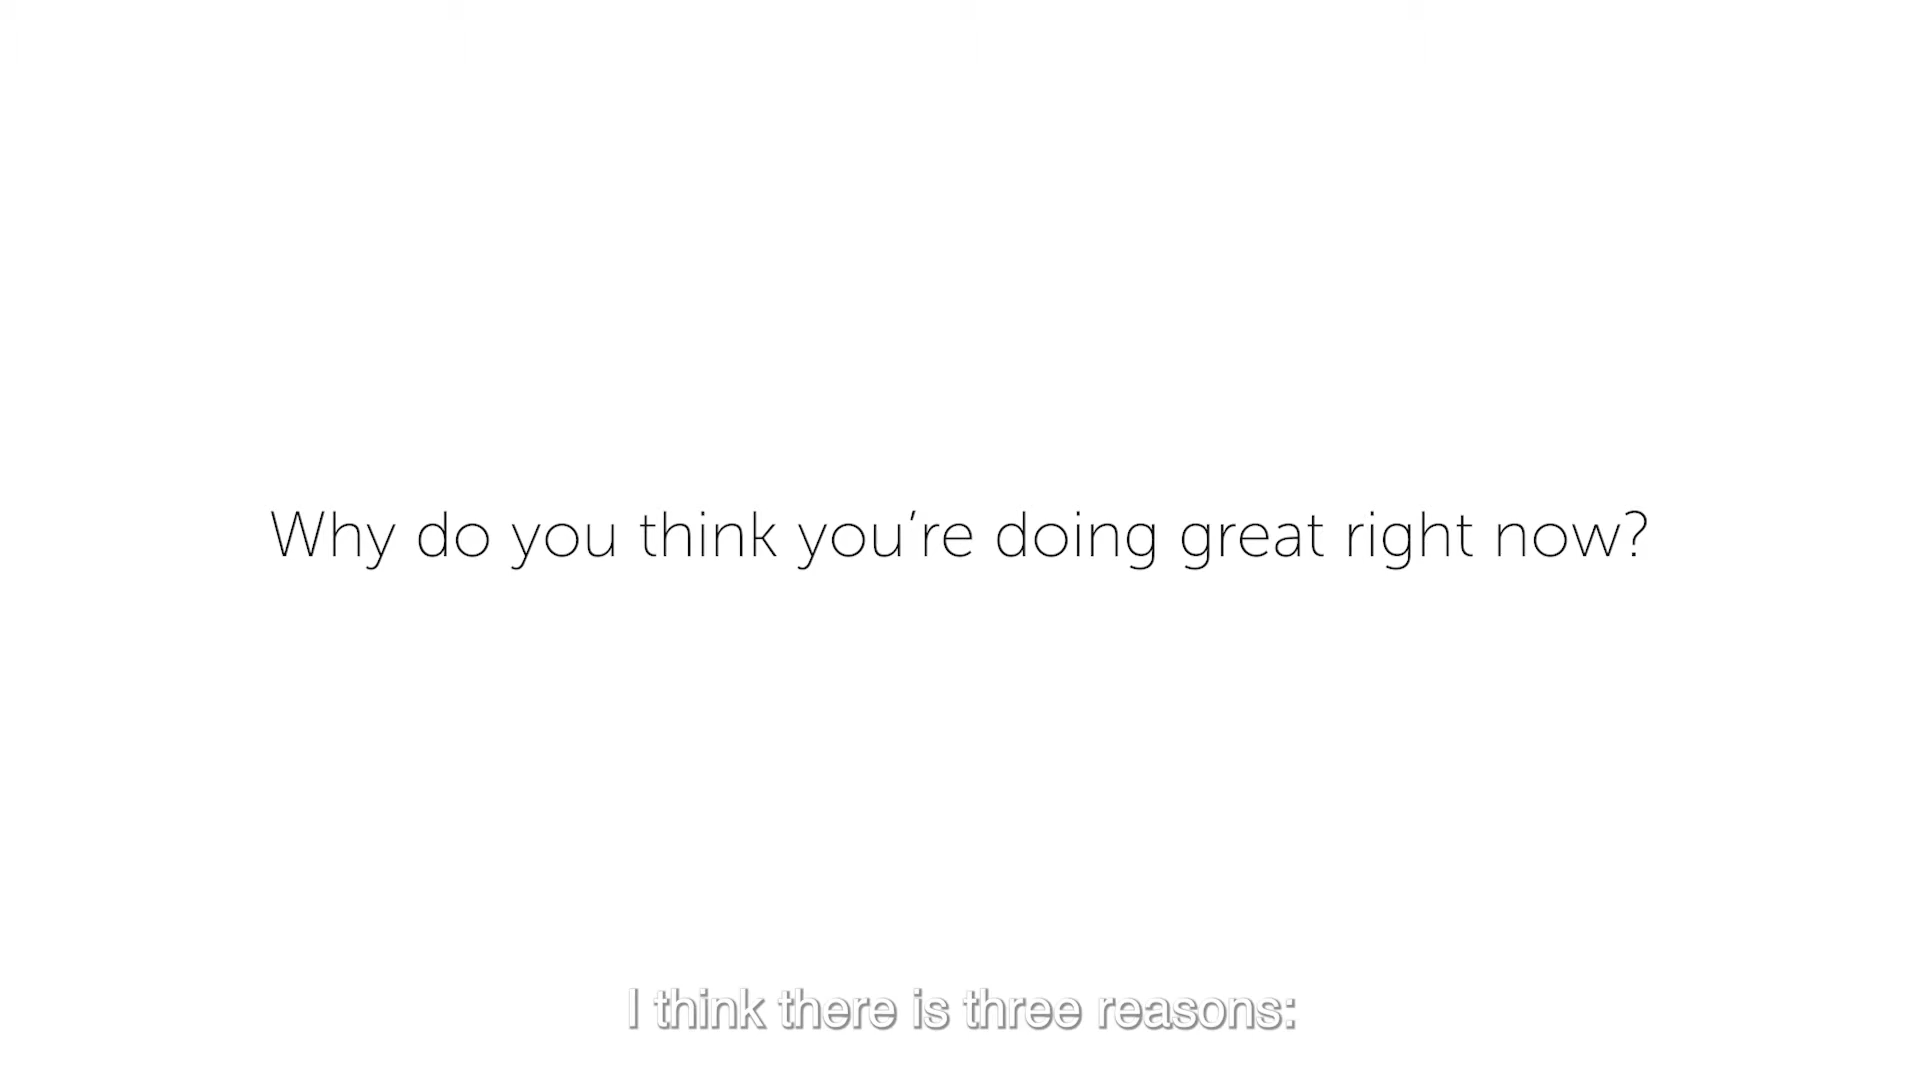 Why do you think you’re doing great right now?
I think there is three reasons: